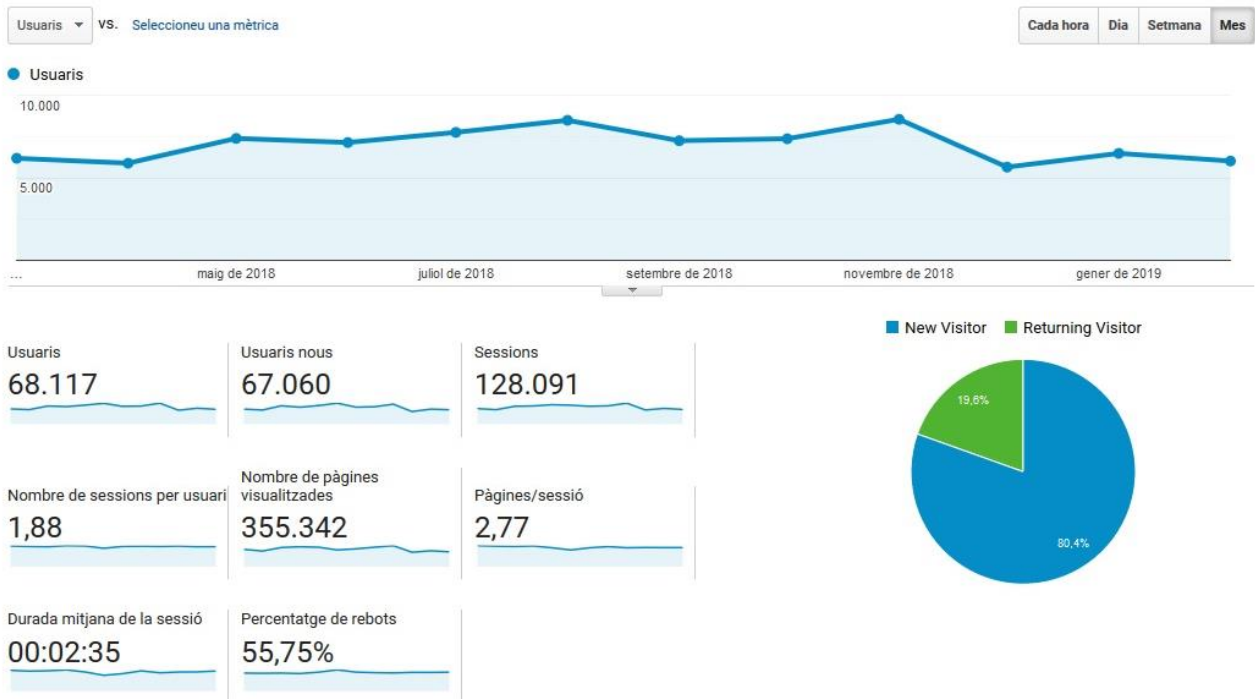 Usuaris vs. Seleccioneu una mètrica
Cada hora Dia Setmana Mes
Usuaris
10.000
5.000
... maig de 2018 juliol de 2018 setembre de 2018 novembre de 2018 gener de 2019
New Visitor Returning Visitor
Usuaris
68.117
Usuaris nous
67.060
Sessions
128.091
19,6%
80,4%
Nombre de sessions per usuari
1,88
Nombre de pàgines
visualitzades
355.342
Pàgines/sessió
2,77
Durada mitjana de la sessió
00:02:35
Percentatge de rebots
55,75%